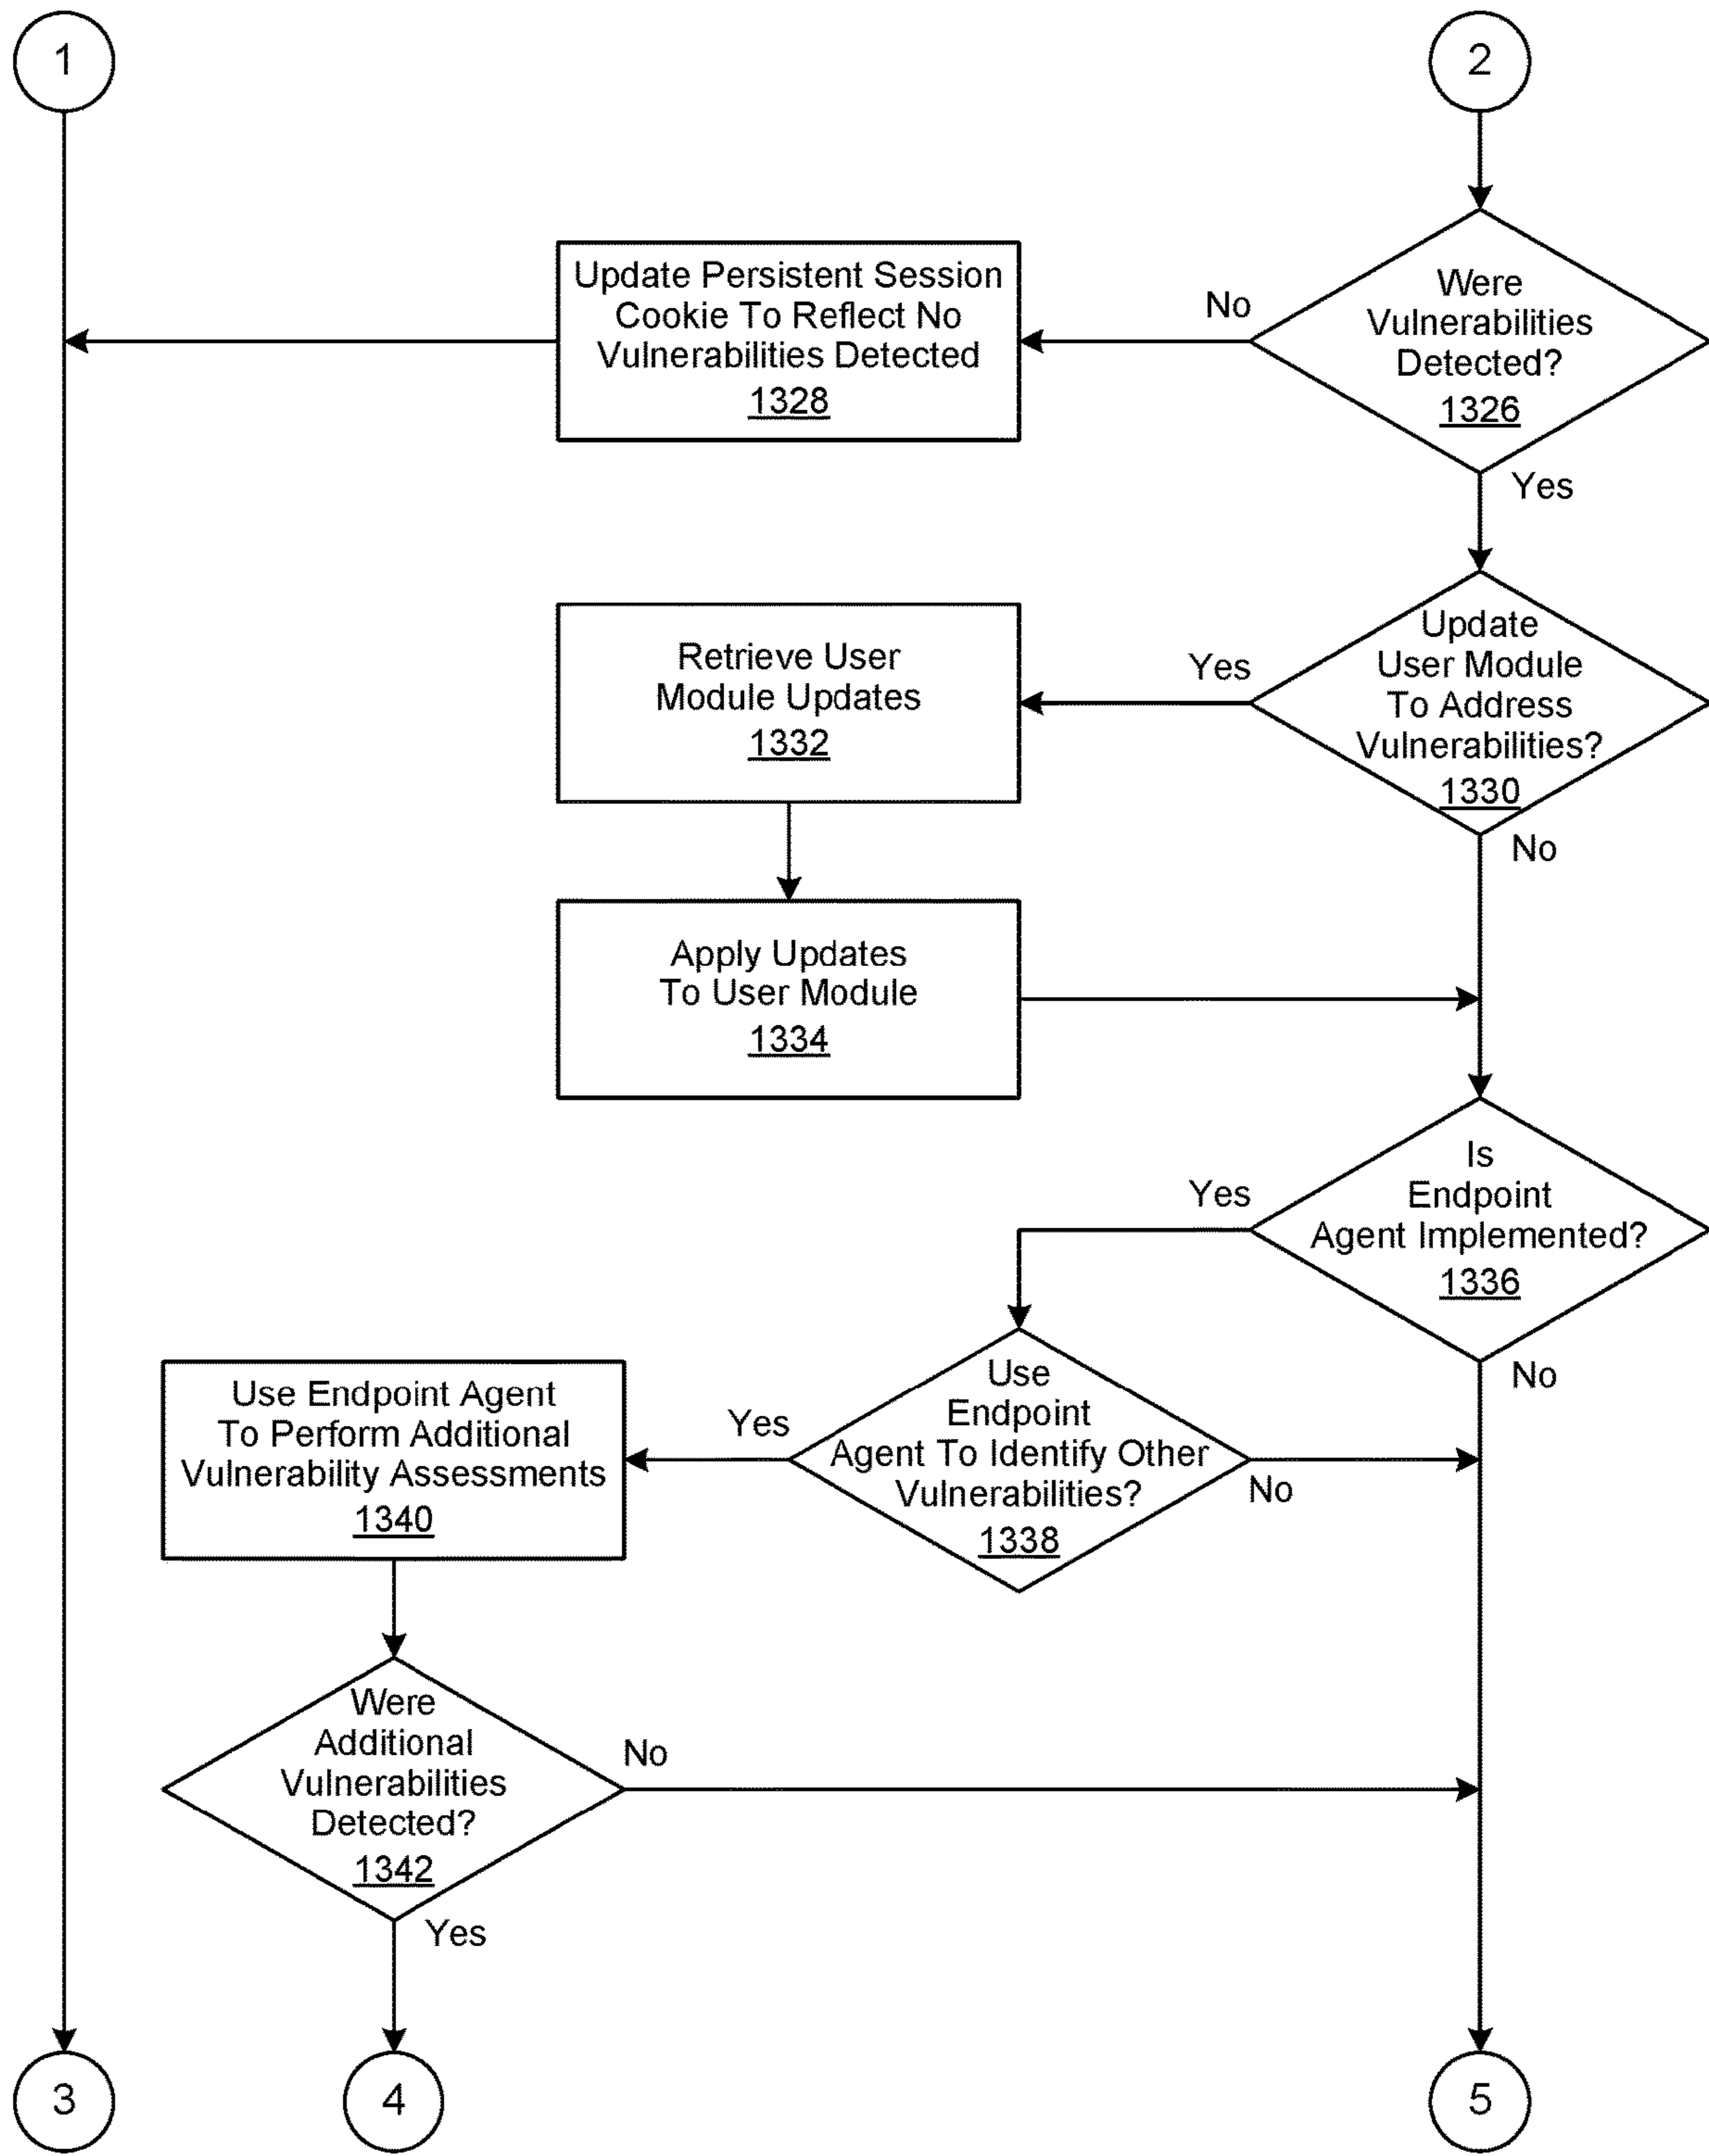 1
2
Update Persistent Session
Cookie To Reflect No
Vulnerabilities Detected
1328
No
Were
Vulnerabilities
Detected?
1326
Yes
Retrieve User
Module Updates
1332
Yes
Update
User Module
To Address
Vulnerabilities?
1330
No
Apply Updates
To User Module
1334
Yes
Is
Endpoint
Agent Implemented?
1336
No
Use Endpoint Agent
To Perform Additional
Vulnerability Assessments
1340
Yes
Use
Endpoint
Agent To Identify Other
Vulnerabilities?
1338
No
Were
Additional
Vulnerabilities
Detected?
1342
No
Yes
3
4
5